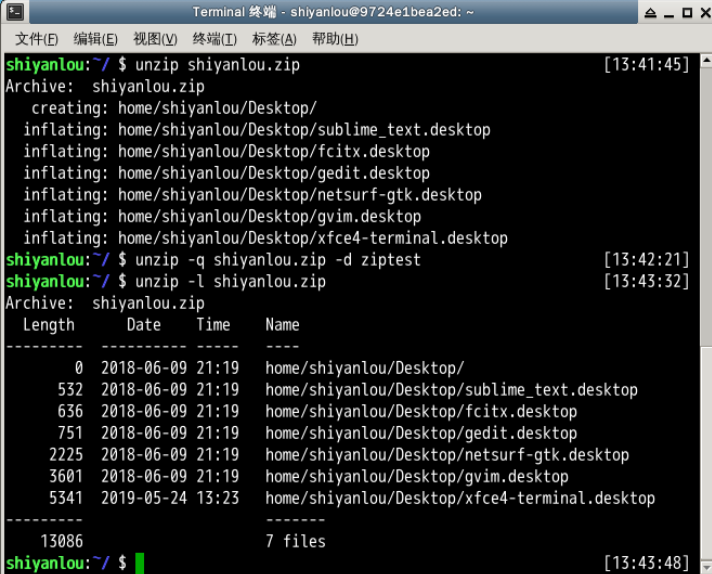 Terminal 终端 - shiyanlou@9724e1bea2ed: ~
文件(F) 编辑(E) 视图(V) 终端(T) 标签(A) 帮助(H)
shiyanlou:~/ $ unzip shiyanlou.zip [13:41:45]
Archive:  shiyanlou.zip
   creating: home/shiyanlou/Desktop/
  inflating: home/shiyanlou/Desktop/sublime_text.desktop
  inflating: home/shiyanlou/Desktop/fcitx.desktop
  inflating: home/shiyanlou/Desktop/gedit.desktop
  inflating: home/shiyanlou/Desktop/netsurf-gtk.desktop
  inflating: home/shiyanlou/Desktop/gvim.desktop
  inflating: home/shiyanlou/Desktop/xfce4-terminal.desktop
shiyanlou:~/ $ unzip -q shiyanlou.zip -d ziptest [13:42:21]
shiyanlou:~/ $ unzip -l shiyanlou.zip [13:43:32]
Archive:  shiyanlou.zip
  Length      Date    Time    Name
---------  ---------- -----   ----
        0  2018-06-09 21:19   home/shiyanlou/Desktop/
      532  2018-06-09 21:19   home/shiyanlou/Desktop/sublime_text.desktop
      636  2018-06-09 21:19   home/shiyanlou/Desktop/fcitx.desktop
      751  2018-06-09 21:19   home/shiyanlou/Desktop/gedit.desktop
     2225  2018-06-09 21:19   home/shiyanlou/Desktop/netsurf-gtk.desktop
     3601  2018-06-09 21:19   home/shiyanlou/Desktop/gvim.desktop
     5341  2019-05-24 13:23   home/shiyanlou/Desktop/xfce4-terminal.desktop
---------                     -------
    13086                     7 files
shiyanlou:~/ $ [13:43:48]